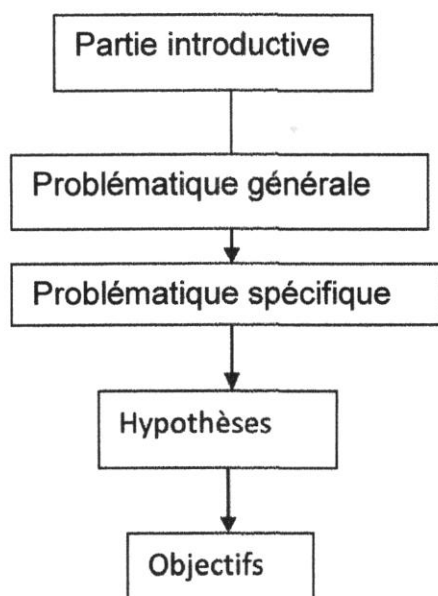 Partie introductive
Problématique générale
Problématique spécifique
Hypothèses
Objectifs